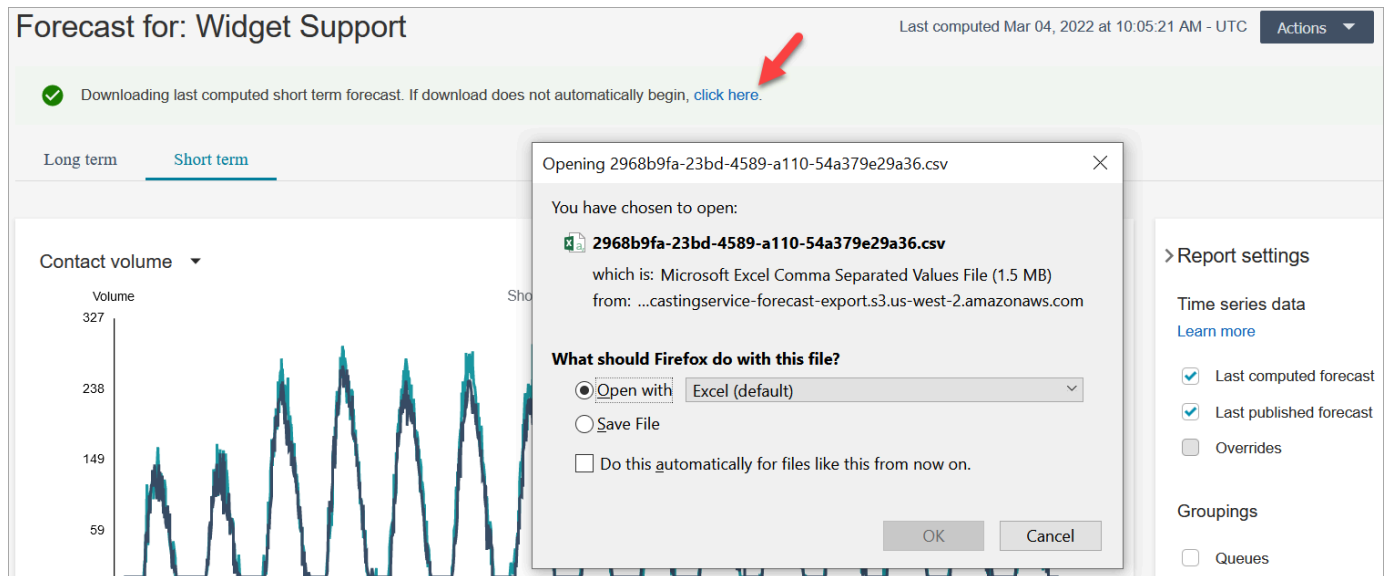 Forecast for: Widget Support
Last computed Mar 04, 2022 at 10:05:21 AM - UTC
Actions
Downloading last computed short term forecast. If download does not automatically begin, click here.
Long term
Short term
Opening 2968b9fa-23bd-4589-a110-54a379e29a36.csv
You have chosen to open:
2968b9fa-23bd-4589-a110-54a379e29a36.csv
which is: Microsoft Excel Comma Separated Values File (1.5 MB)
from: ...castingservice-forecast-export.s3.us-west-2.amazonaws.com
What should Firefox do with this file?
Open with
Excel (default)
Save File
Do this automatically for files like this from now on.
OK
Cancel
Contact volume
Volume
Sho
327
238
149
59
Report settings
Time series data
Learn more
Last computed forecast
Last published forecast
Overrides
Groupings
Queues